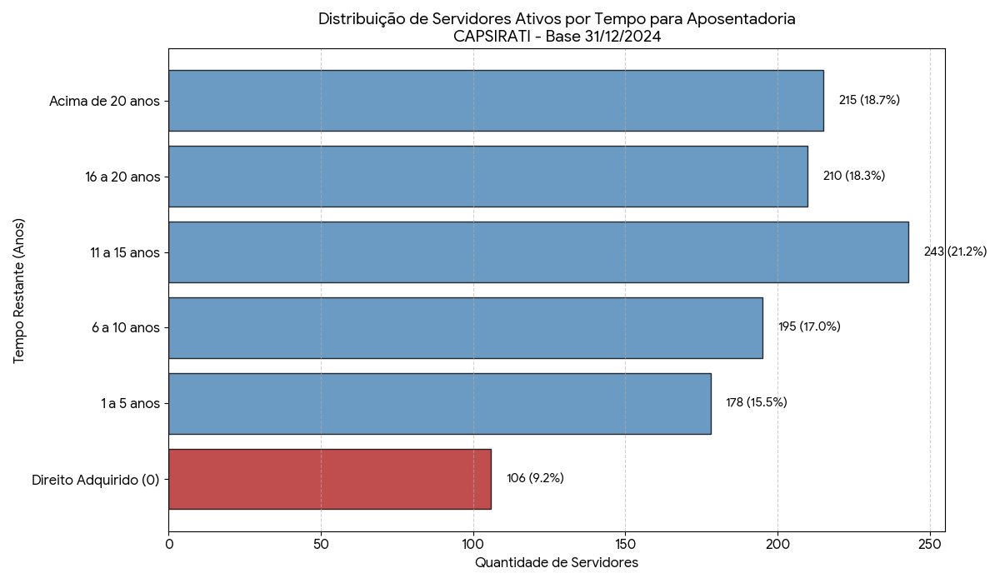 Distribuição de Servidores Ativos por Tempo para Aposentadoria
CAPSIRATI - Base 31/12/2024
Tempo Restante (Anos)
Acima de 20 anos
215 (18.7%)
16 a 20 anos
210 (18.3%)
11 a 15 anos
243 (21.2%)
6 a 10 anos
195 (17.0%)
1 a 5 anos
178 (15.5%)
Direito Adquirido (0)
106 (9.2%)
0 50 100 150 200 250
Quantidade de Servidores